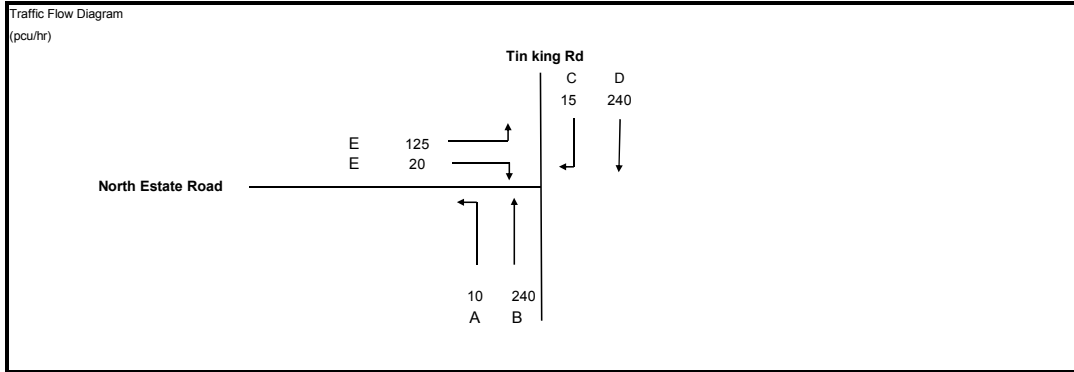 Traffic Flow Diagram
(pcu/hr)
Tin king Rd
C D
15 240
E 125
E 20
North Estate Road
10 240
A B